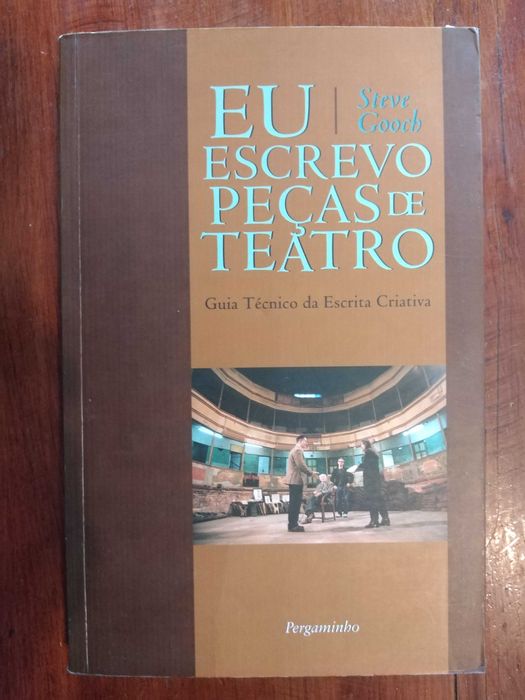 EU
Steve
Gooch
ESCREVO
PEÇAS DE
TEATRO
Guia Técnico da Escrita Criativa
Pergaminho